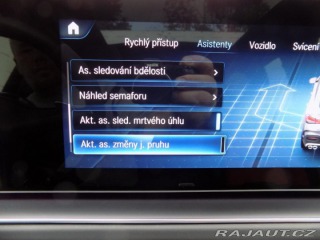 Rychlý přístup Asistenty Vozidlo Svícení
As. sledování bdělosti
Náhled semaforu
Akt. as. sled. mrtvého úhlu
Akt. as. změny j. pruhu
RAJAUT.CZ